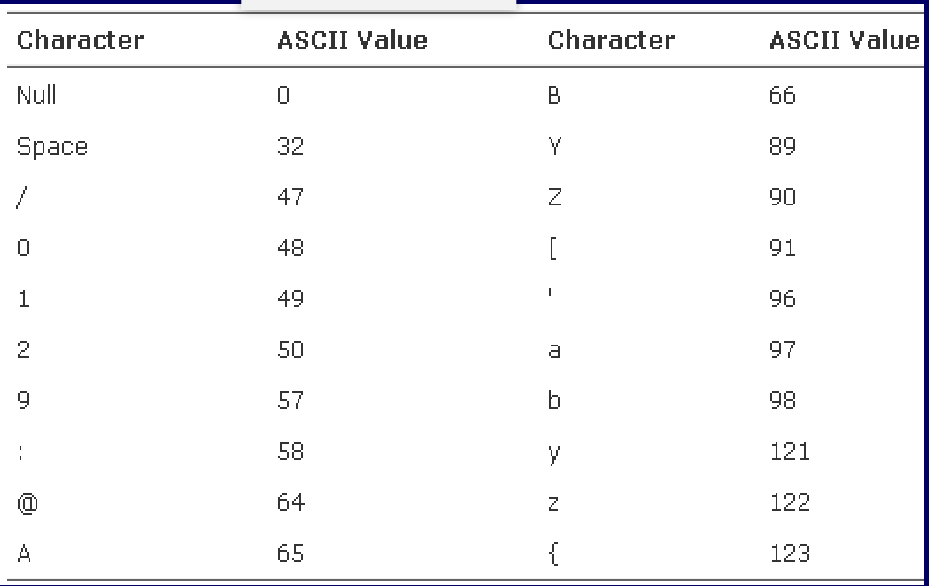 Character ASCII Value Character ASCII Value
Null 0 B 66
Space 32 Y 89
/ 47 Z 90
0 48 [ 91
1 49 ' 96
2 50 a 97
9 57 b 98
: 58 y 121
@ 64 z 122
A 65 { 123